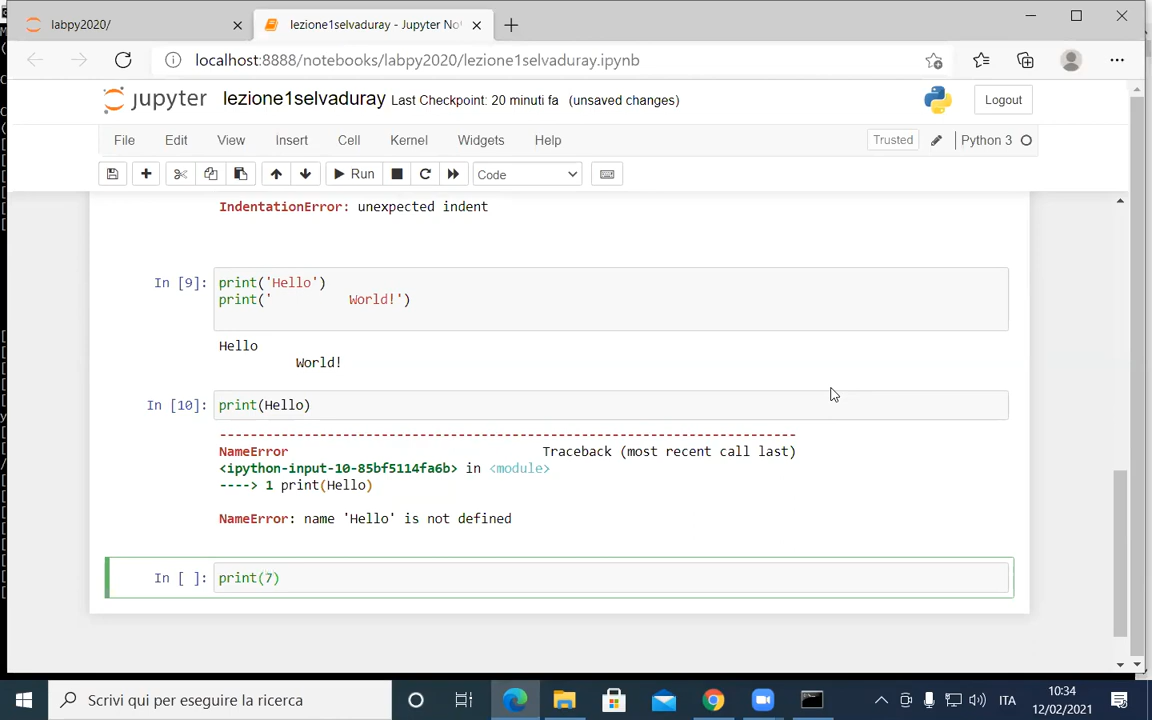 labpy2020/
lezione1selvaduray - Jupyter Not
localhost:8888/notebooks/labpy2020/lezione1selvaduray.ipynb
jupyter lezione1selvaduray Last Checkpoint: 20 minuti fa (unsaved changes)
Logout
File Edit View Insert Cell Kernel Widgets Help
Trusted Python 3
Run Code
IndentationError: unexpected indent
In [9]: print('Hello')
print('          World!')
Hello
          World!
In [10]: print(Hello)
---------------------------------------------------------------------------
NameError                                 Traceback (most recent call last)
<ipython-input-10-85bf5114fa6b> in <module>
----> 1 print(Hello)
NameError: name 'Hello' is not defined
In [ ]: print(7)
Scrivi qui per eseguire la ricerca
ITA
10:34
12/02/2021